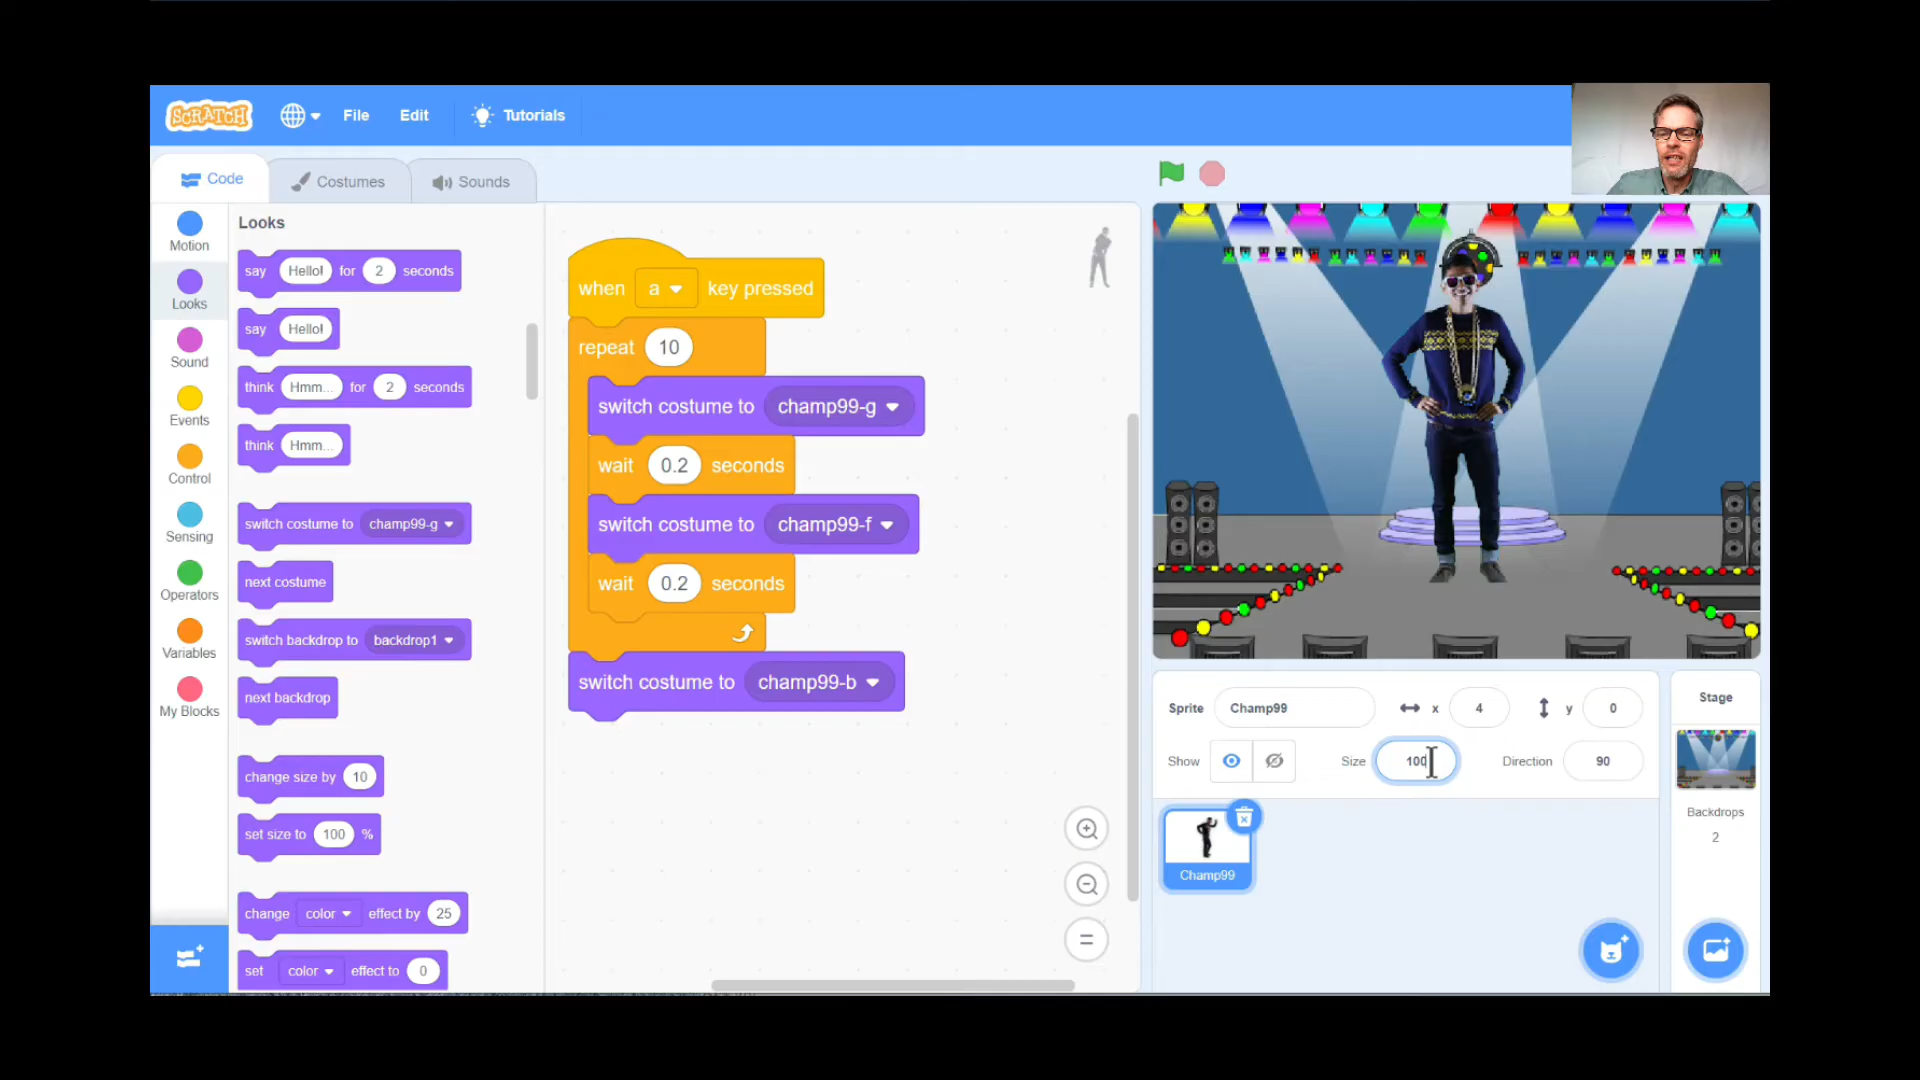 SCRATCH File Edit Tutorials
Code Costumes Sounds
Motion
Looks
Sound
Events
Control
Sensing
Operators
Variables
My Blocks
Looks
say Hello! for 2 seconds
say Hello!
think Hmm... for 2 seconds
think Hmm...
switch costume to champ99-g
next costume
switch backdrop to backdrop1
next backdrop
change size by 10
set size to 100 %
change color effect by 25
set color effect to 0
when a key pressed
repeat 10
switch costume to champ99-g
wait 0.2 seconds
switch costume to champ99-f
wait 0.2 seconds
switch costume to champ99-b
Sprite Champ99 x 4 y 0
Show Size 100 Direction 90
Champ99
Stage
Backdrops
2